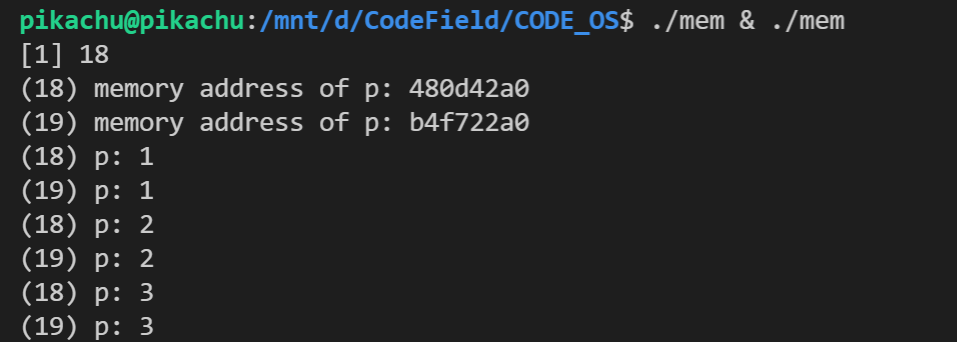 pikachu@pikachu:/mnt/d/CodeField/CODE_OS$ ./mem & ./mem
[1] 18
(18) memory address of p: 480d42a0
(19) memory address of p: b4f722a0
(18) p: 1
(19) p: 1
(18) p: 2
(19) p: 2
(18) p: 3
(19) p: 3